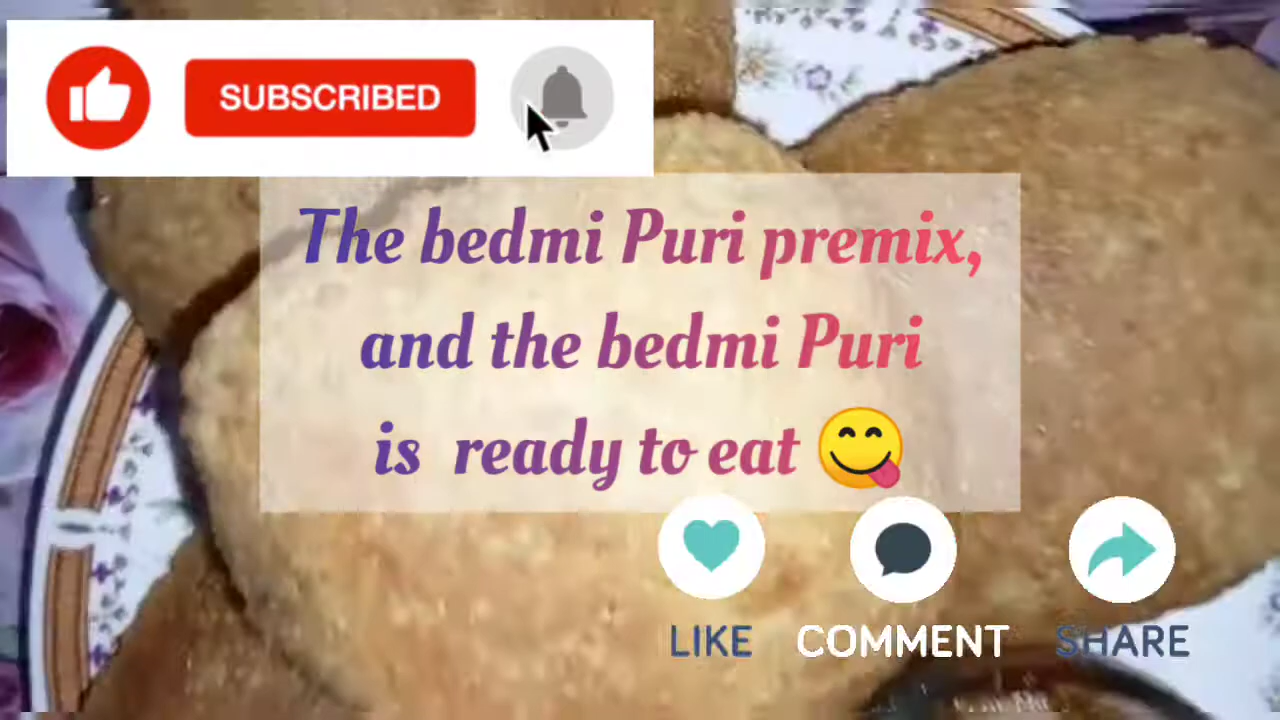 SUBSCRIBED
The bedmi Puri premix,
and the bedmi Puri
is ready to eat 😋
LIKE COMMENT SHARE